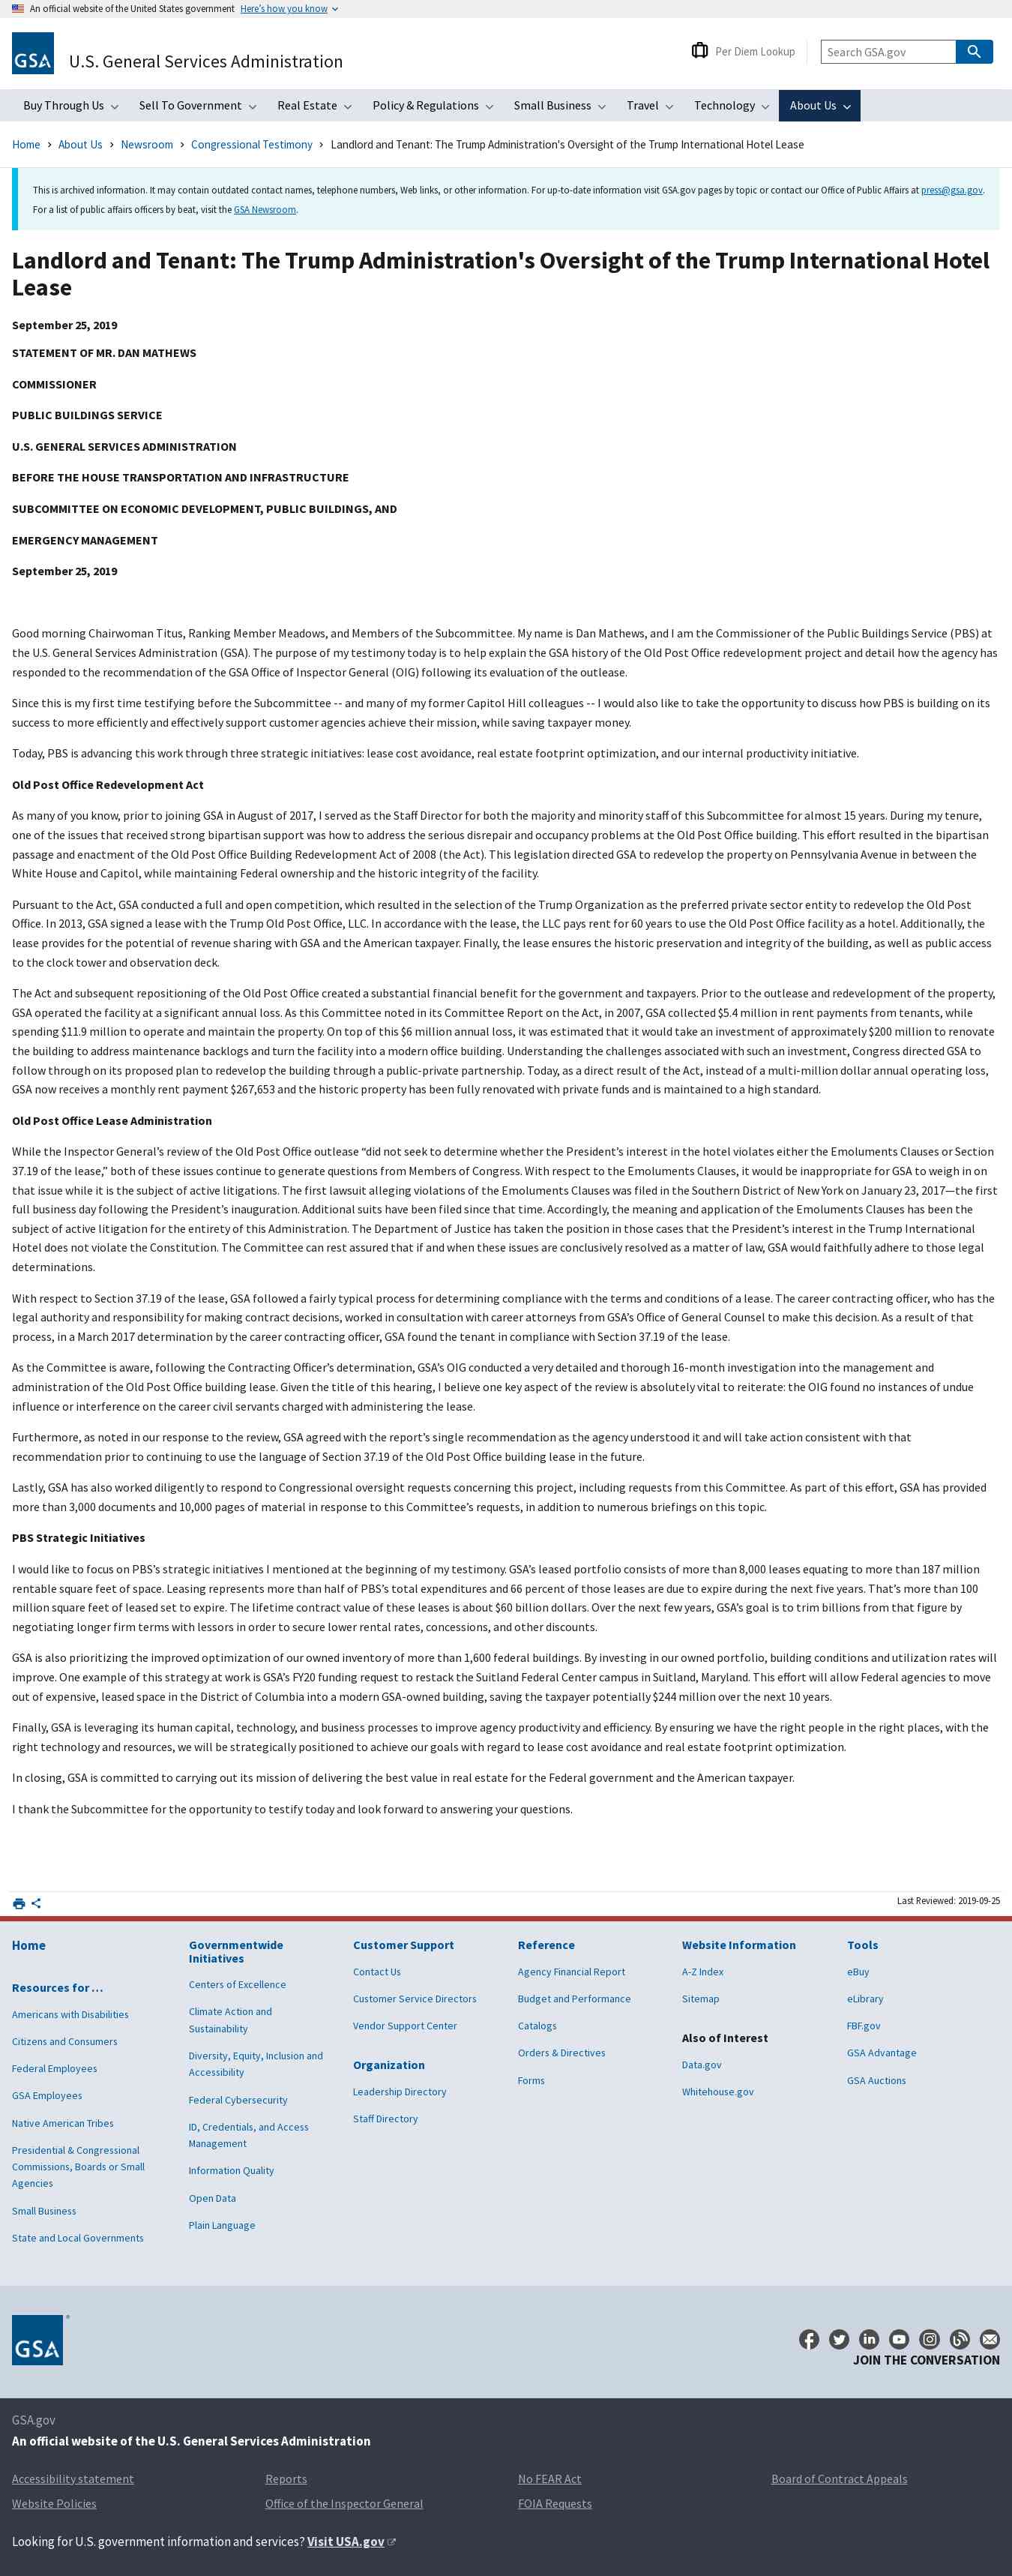 An official website of the United States government Here's how you know
GSA
U.S. General Services Administration
Per Diem Lookup
Search GSA.gov
Buy Through Us
Sell To Government
Real Estate
Policy & Regulations
Small Business
Travel
Technology
About Us
Home > About Us > Newsroom > Congressional Testimony > Landlord and Tenant: The Trump Administration's Oversight of the Trump International Hotel Lease
This is archived information. It may contain outdated contact names, telephone numbers, Web links, or other information. For up-to-date information visit GSA.gov pages by topic or contact our Office of Public Affairs at press@gsa.gov.
For a list of public affairs officers by beat, visit the GSA Newsroom.
Landlord and Tenant: The Trump Administration's Oversight of the Trump International Hotel
Lease
September 25, 2019
STATEMENT OF MR. DAN MATHEWS
COMMISSIONER
PUBLIC BUILDINGS SERVICE
U.S. GENERAL SERVICES ADMINISTRATION
BEFORE THE HOUSE TRANSPORTATION AND INFRASTRUCTURE
SUBCOMMITTEE ON ECONOMIC DEVELOPMENT, PUBLIC BUILDINGS, AND
EMERGENCY MANAGEMENT
September 25, 2019
Good morning Chairwoman Titus, Ranking Member Meadows, and Members of the Subcommittee. My name is Dan Mathews, and I am the Commissioner of the Public Buildings Service (PBS) at
the U.S. General Services Administration (GSA). The purpose of my testimony today is to help explain the GSA history of the Old Post Office redevelopment project and detail how the agency has
responded to the recommendation of the GSA Office of Inspector General (OIG) following its evaluation of the outlease.
Since this is my first time testifying before the Subcommittee -- and many of my former Capitol Hill colleagues -- I would also like to take the opportunity to discuss how PBS is building on its
success to more efficiently and effectively support customer agencies achieve their mission, while saving taxpayer money.
Today, PBS is advancing this work through three strategic initiatives: lease cost avoidance, real estate footprint optimization, and our internal productivity initiative.
Old Post Office Redevelopment Act
As many of you know, prior to joining GSA in August of 2017, I served as the Staff Director for both the majority and minority staff of this Subcommittee for almost 15 years. During my tenure,
one of the issues that received strong bipartisan support was how to address the serious disrepair and occupancy problems at the Old Post Office building. This effort resulted in the bipartisan
passage and enactment of the Old Post Office Building Redevelopment Act of 2008 (the Act). This legislation directed GSA to redevelop the property on Pennsylvania Avenue in between the
White House and Capitol, while maintaining Federal ownership and the historic integrity of the facility.
Pursuant to the Act, GSA conducted a full and open competition, which resulted in the selection of the Trump Organization as the preferred private sector entity to redevelop the Old Post
Office. In 2013, GSA signed a lease with the Trump Old Post Office, LLC. In accordance with the lease, the LLC pays rent for 60 years to use the Old Post Office facility as a hotel. Additionally, the
lease provides for the potential of revenue sharing with GSA and the American taxpayer. Finally, the lease ensures the historic preservation and integrity of the building, as well as public access
to the clock tower and observation deck.
The Act and subsequent repositioning of the Old Post Office created a substantial financial benefit for the government and taxpayers. Prior to the outlease and redevelopment of the property,
GSA operated the facility at a significant annual loss. As this Committee noted in its Committee Report on the Act, in 2007, GSA collected $5.4 million in rent payments from tenants, while
spending $11.9 million to operate and maintain the property. On top of this $6 million annual loss, it was estimated that it would take an investment of approximately $200 million to renovate
the building to address maintenance backlogs and turn the facility into a modern office building. Understanding the challenges associated with such an investment, Congress directed GSA to
follow through on its proposed plan to redevelop the building through a public-private partnership. Today, as a direct result of the Act, instead of a multi-million dollar annual operating loss,
GSA now receives a monthly rent payment $267,653 and the historic property has been fully renovated with private funds and is maintained to a high standard.
Old Post Office Lease Administration
While the Inspector General's review of the Old Post Office outlease “did not seek to determine whether the President's interest in the hotel violates either the Emoluments Clauses or Section
37.19 of the lease,” both of these issues continue to generate questions from Members of Congress. With respect to the Emoluments Clauses, it would be inappropriate for GSA to weigh in on
that issue while it is the subject of active litigation. The first lawsuit alleging violations of the Emoluments Clauses was filed in the Southern District of New York on January 23, 2017—the first
full business day following the President's inauguration. Additional suits have been filed since that time. Accordingly, the meaning and application of the Emoluments Clauses has been the
subject of active litigation for the entirety of this Administration. The Department of Justice has taken the position in those cases that the President's interest in the Trump International
Hotel does not violate the Constitution. The Committee can rest assured that if and when these issues are conclusively resolved as a matter of law, GSA would faithfully adhere to those legal
determinations.
With respect to Section 37.19 of the lease, GSA followed a fairly typical process for determining compliance with the terms and conditions of a lease. The career contracting officer, who has the
legal authority and responsibility for making contract decisions, worked in consultation with career attorneys from GSA's Office of General Counsel to make this decision. As a result of that
process, in a March 2017 determination by the career contracting officer, GSA found the tenant in compliance with Section 37.19 of the lease.
As the Committee is aware, following the Contracting Officer's determination, GSA's OIG conducted a very detailed and thorough 16-month investigation into the management and
administration of the Old Post Office building lease. Given the title of this hearing, I believe one key aspect of the review is absolutely vital to reiterate: the OIG found no instances of undue
influence or interference on the career civil servants charged with administering the lease.
Furthermore, as noted in our response to the review, GSA agreed with the report's single recommendation as the agency understood it and will take action consistent with that
recommendation prior to continuing to use the language of Section 37.19 of the Old Post Office building lease in the future.
Lastly, GSA has also worked diligently to respond to Congressional oversight requests concerning this project, including requests from this Committee. As part of this effort, GSA has provided
more than 3,000 documents and 10,000 pages of material in response to this Committee's requests, in addition to numerous briefings on this topic.
PBS Strategic Initiatives
I would like to focus on PBS's strategic initiatives I mentioned at the beginning of my testimony. GSA's leased portfolio consists of more than 8,000 leases equating to more than 187 million
rentable square feet of space. Leasing represents more than half of PBS's total expenditures and 66 percent of those leases are due to expire during the next five years. That's more than 100
million square feet of leased set to expire. The lifetime contract value of these leases is about $60 billion dollars. Over the next few years, GSA's goal is to trim billions from that figure by
negotiating longer firm terms with lessors in order to secure lower rental rates, concessions, and other discounts.
GSA is also prioritizing the improved optimization of our owned inventory of more than 1,600 federal buildings. By investing in our owned portfolio, building conditions and utilization rates will
improve. One example of this strategy at work is GSA's FY20 funding request to restack the Suitland Federal Center campus in Suitland, Maryland. This effort will allow Federal agencies to move
out of expensive, leased space in the District of Columbia into a modern GSA-owned building, saving the taxpayer potentially $244 million over the next 10 years.
Finally, GSA is leveraging its human capital, technology, and business processes to improve agency productivity and efficiency. By ensuring we have the right people in the right places, with the
right technology and resources, we will be strategically positioned to achieve our goals with regard to lease cost avoidance and real estate footprint optimization.
In closing, GSA is committed to carrying out its mission of delivering the best value in real estate for the Federal government and the American taxpayer.
I thank the Subcommittee for the opportunity to testify today and look forward to answering your questions.
Last Reviewed: 2019-09-25
Home
Resources for …
Americans with Disabilities
Citizens and Consumers
Federal Employees
GSA Employees
Native American Tribes
Presidential & Congressional
Commissions, Boards or Small
Agencies
Small Business
State and Local Governments
Governmentwide
Initiatives
Centers of Excellence
Climate Action and
Sustainability
Diversity, Equity, Inclusion and
Accessibility
Federal Cybersecurity
ID, Credentials, and Access
Management
Information Quality
Open Data
Plain Language
Customer Support
Contact Us
Customer Service Directors
Vendor Support Center
Organization
Leadership Directory
Staff Directory
Reference
Agency Financial Report
Budget and Performance
Catalogs
Orders & Directives
Forms
Website Information
A-Z Index
Sitemap
Also of Interest
Data.gov
Whitehouse.gov
Tools
eBuy
eLibrary
FBF.gov
GSA Advantage
GSA Auctions
GSA ®
JOIN THE CONVERSATION
GSA.gov
An official website of the U.S. General Services Administration
Accessibility statement
Reports
No FEAR Act
Board of Contract Appeals
Website Policies
Office of the Inspector General
FOIA Requests
Looking for U.S. government information and services? Visit USA.gov